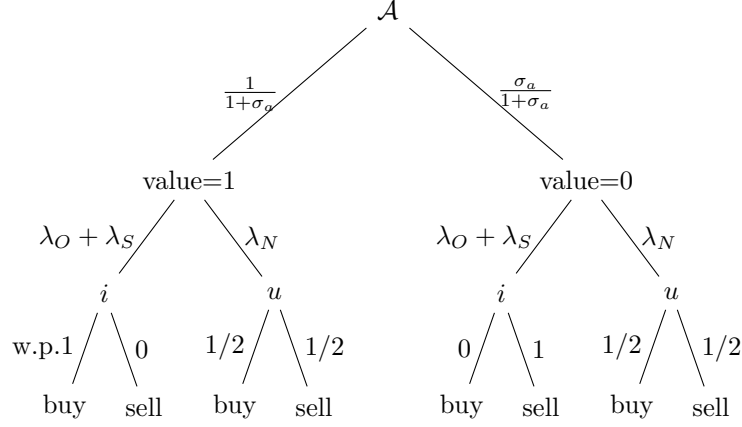 𝒜
1/(1+σ_a) σ_a/(1+σ_a)
value=1 value=0
λ_O + λ_S λ_N λ_O + λ_S λ_N
i u i u
w.p.1 0 1/2 1/2 0 1 1/2 1/2
buy sell buy sell buy sell buy sell